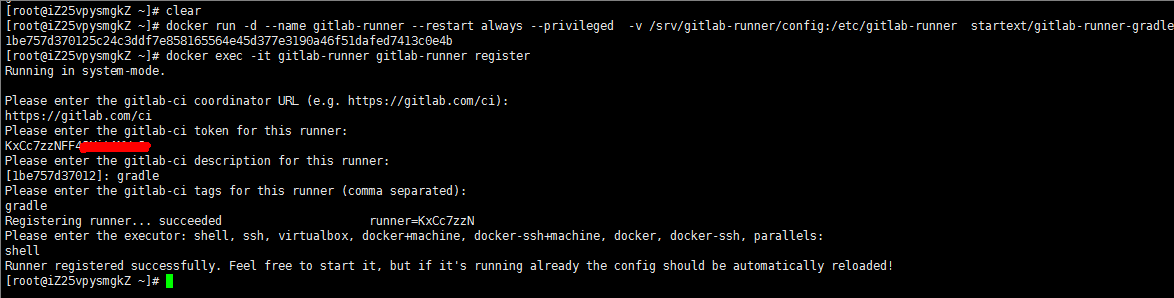 [root@iZ25vpysmgkZ ~]# clear
[root@iZ25vpysmgkZ ~]# docker run -d --name gitlab-runner --restart always --privileged  -v /srv/gitlab-runner/config:/etc/gitlab-runner  startext/gitlab-runner-gradle
1be757d370125c24c3ddf7e858165564e45d377e3190a46f51dafed7413c0e4b
[root@iZ25vpysmgkZ ~]# docker exec -it gitlab-runner gitlab-runner register
Running in system-mode.
Please enter the gitlab-ci coordinator URL (e.g. https://gitlab.com/ci):
https://gitlab.com/ci
Please enter the gitlab-ci token for this runner:
KxCc7zzNFF4
Please enter the gitlab-ci description for this runner:
[1be757d37012]: gradle
Please enter the gitlab-ci tags for this runner (comma separated):
gradle
Registering runner... succeeded                     runner=KxCc7zzN
Please enter the executor: shell, ssh, virtualbox, docker+machine, docker-ssh+machine, docker, docker-ssh, parallels:
shell
Runner registered successfully. Feel free to start it, but if it's running already the config should be automatically reloaded!
[root@iZ25vpysmgkZ ~]#